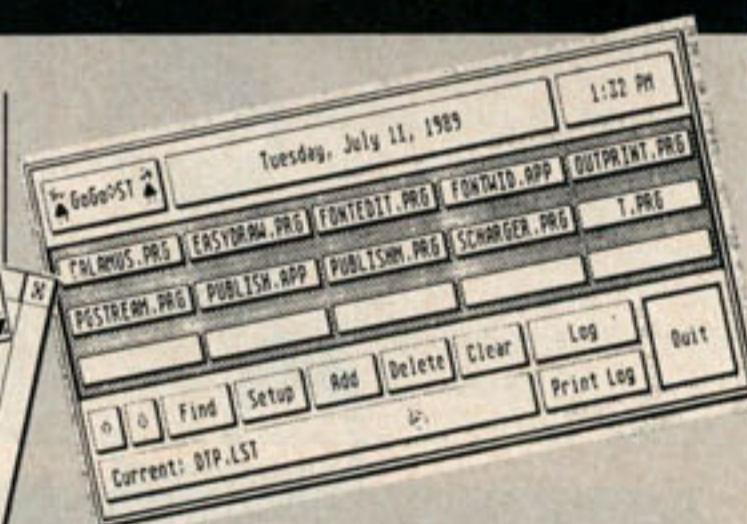 GoGo>ST Tuesday, July 11, 1989 1:32 PM
CALAMUS.PRG EASYDRAW.PRG FONTEDIT.PRG FONTWID.APP OUTPRINT.PRG
PGSTREAM.PRG PUBLISH.APP PUBLISHM.PRG SCHARGER.PRG T.PRG
Find Setup Add Delete Clear Log Quit
Current: DTP.LST Print Log